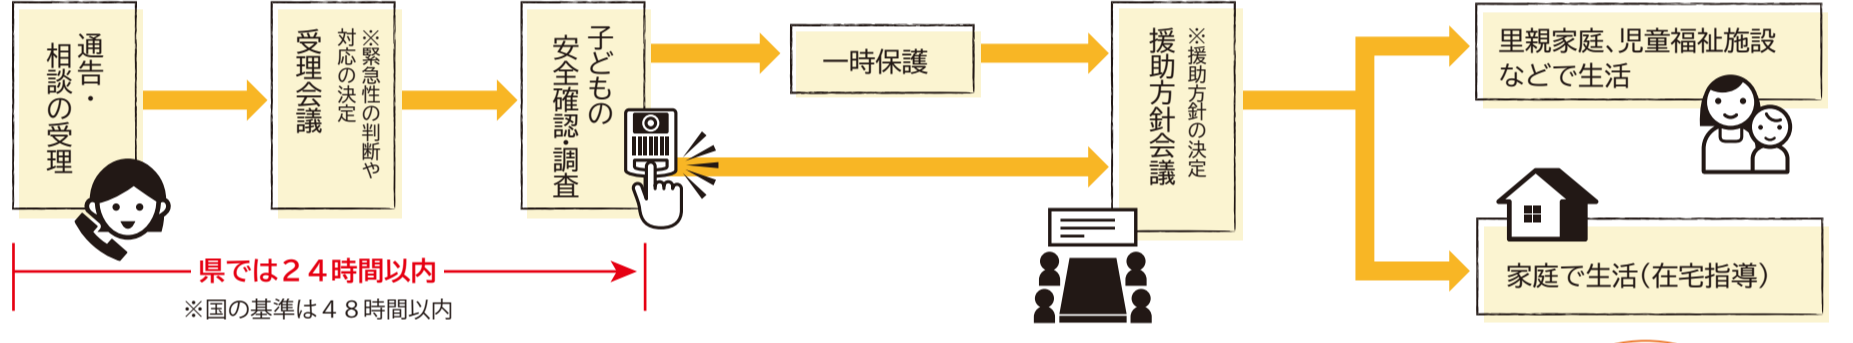 通告・
相談の受理
受理会議
※緊急性の判断や
対応の決定
子どもの
安全確認・調査
一時保護
援助方針会議
※援助方針の決定
里親家庭、児童福祉施設
などで生活
家庭で生活（在宅指導）
県では２４時間以内
※国の基準は４８時間以内